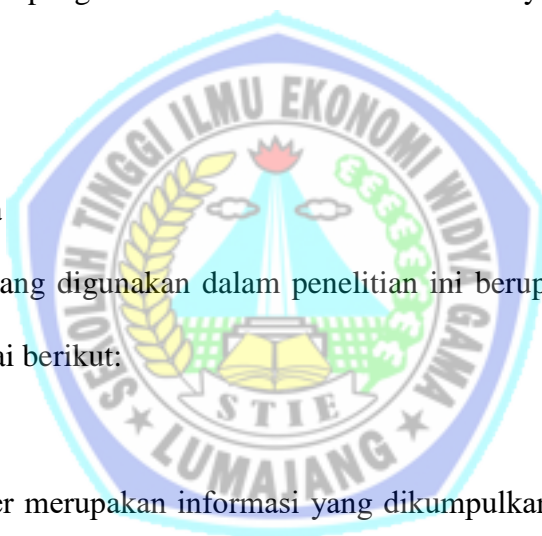 ang digunakan dalam penelitian ini berup
ai berikut:
er merupakan informasi yang dikumpulkan
SEKOLAH TINGGI ILMU EKONOMI WIDYA GAMA
STIE
LUMAJANG